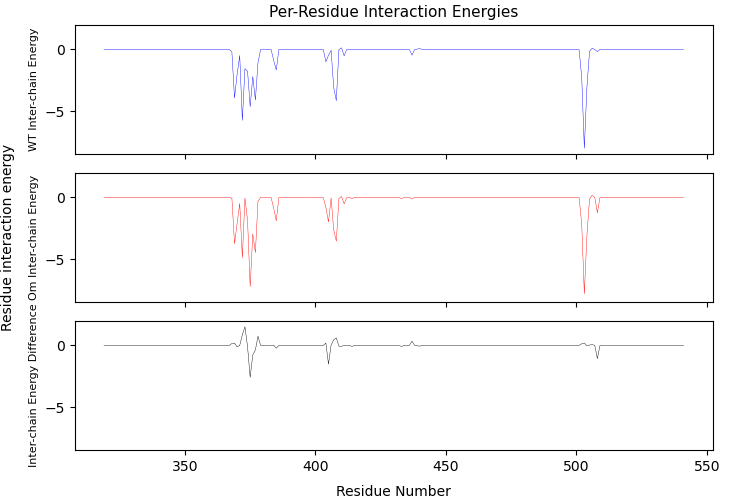 Per-Residue Interaction Energies
Residue interaction energy
WT Inter-chain Energy
0
−5
Om Inter-chain Energy
0
−5
Inter-chain Energy Difference
0
−5
350
400
450
500
550
Residue Number